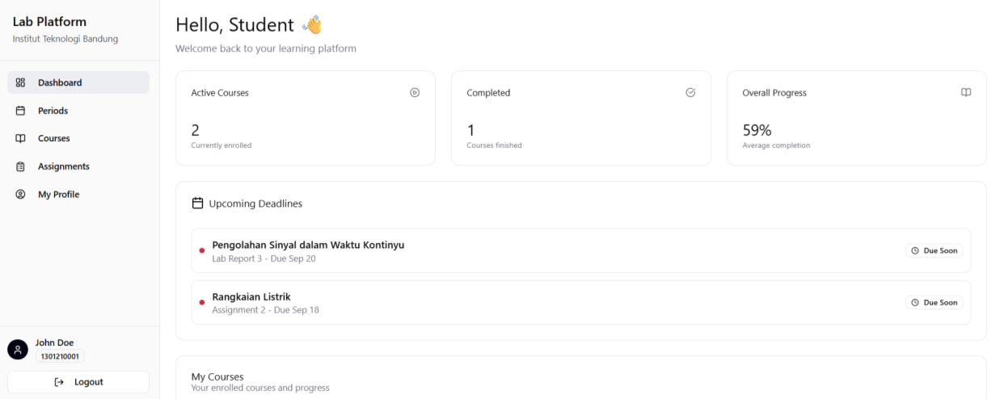 Lab Platform
Institut Teknologi Bandung
Dashboard
Periods
Courses
Assignments
My Profile
John Doe
1301210001
Logout
Hello, Student 👋
Welcome back to your learning platform
Active Courses
2
Currently enrolled
Completed
1
Courses finished
Overall Progress
59%
Average completion
Upcoming Deadlines
Pengolahan Sinyal dalam Waktu Kontinyu
Lab Report 3 - Due Sep 20
Due Soon
Rangkaian Listrik
Assignment 2 - Due Sep 18
Due Soon
My Courses
Your enrolled courses and progress